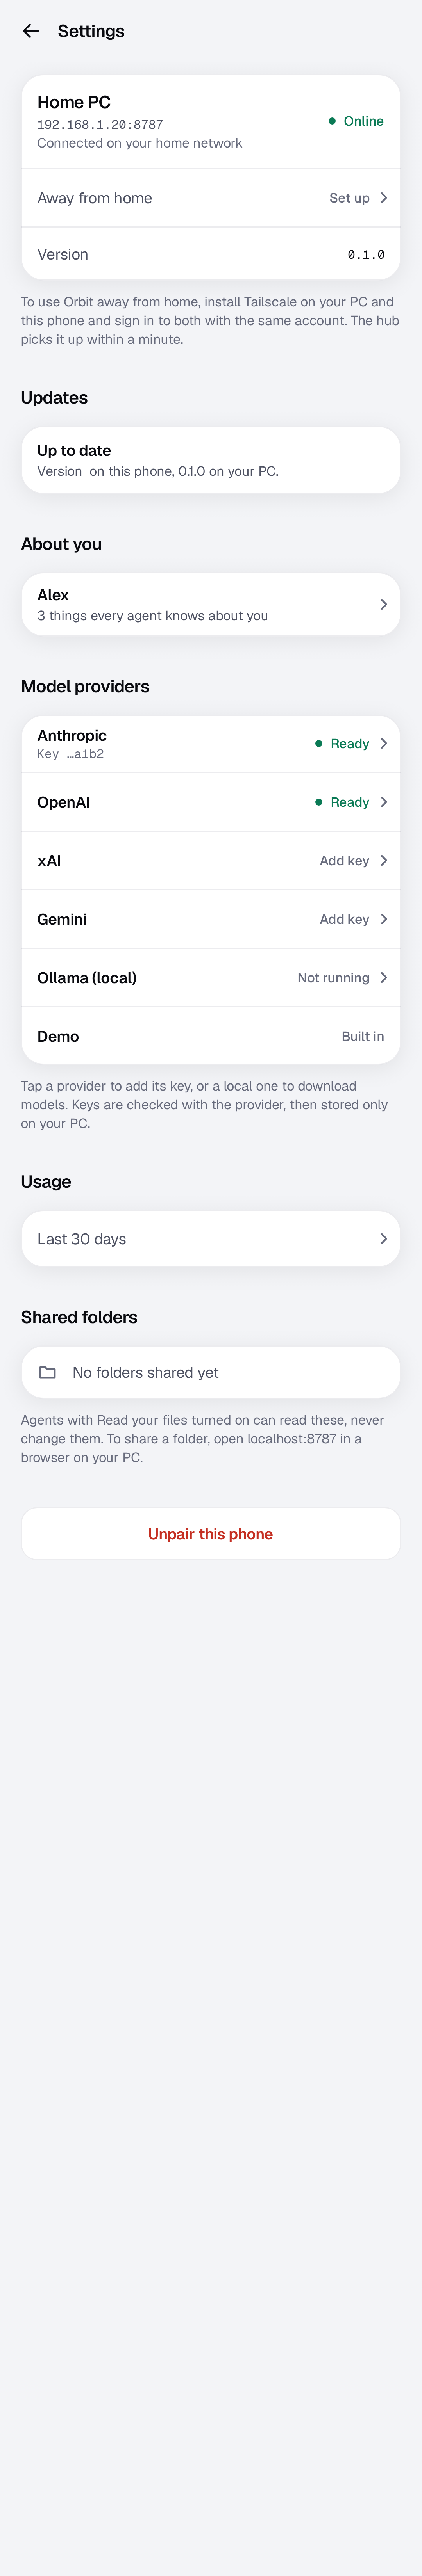 Settings
Home PC
192.168.1.20:8787
Connected on your home network
Online
Away from home
Set up
Version
0.1.0
To use Orbit away from home, install Tailscale on your PC and
this phone and sign in to both with the same account. The hub
picks it up within a minute.
Updates
Up to date
Version  on this phone, 0.1.0 on your PC.
About you
Alex
3 things every agent knows about you
Model providers
Anthropic
Key …a1b2
Ready
OpenAI
Ready
xAI
Add key
Gemini
Add key
Ollama (local)
Not running
Demo
Built in
Tap a provider to add its key, or a local one to download
models. Keys are checked with the provider, then stored only
on your PC.
Usage
Last 30 days
Shared folders
No folders shared yet
Agents with Read your files turned on can read these, never
change them. To share a folder, open localhost:8787 in a
browser on your PC.
Unpair this phone